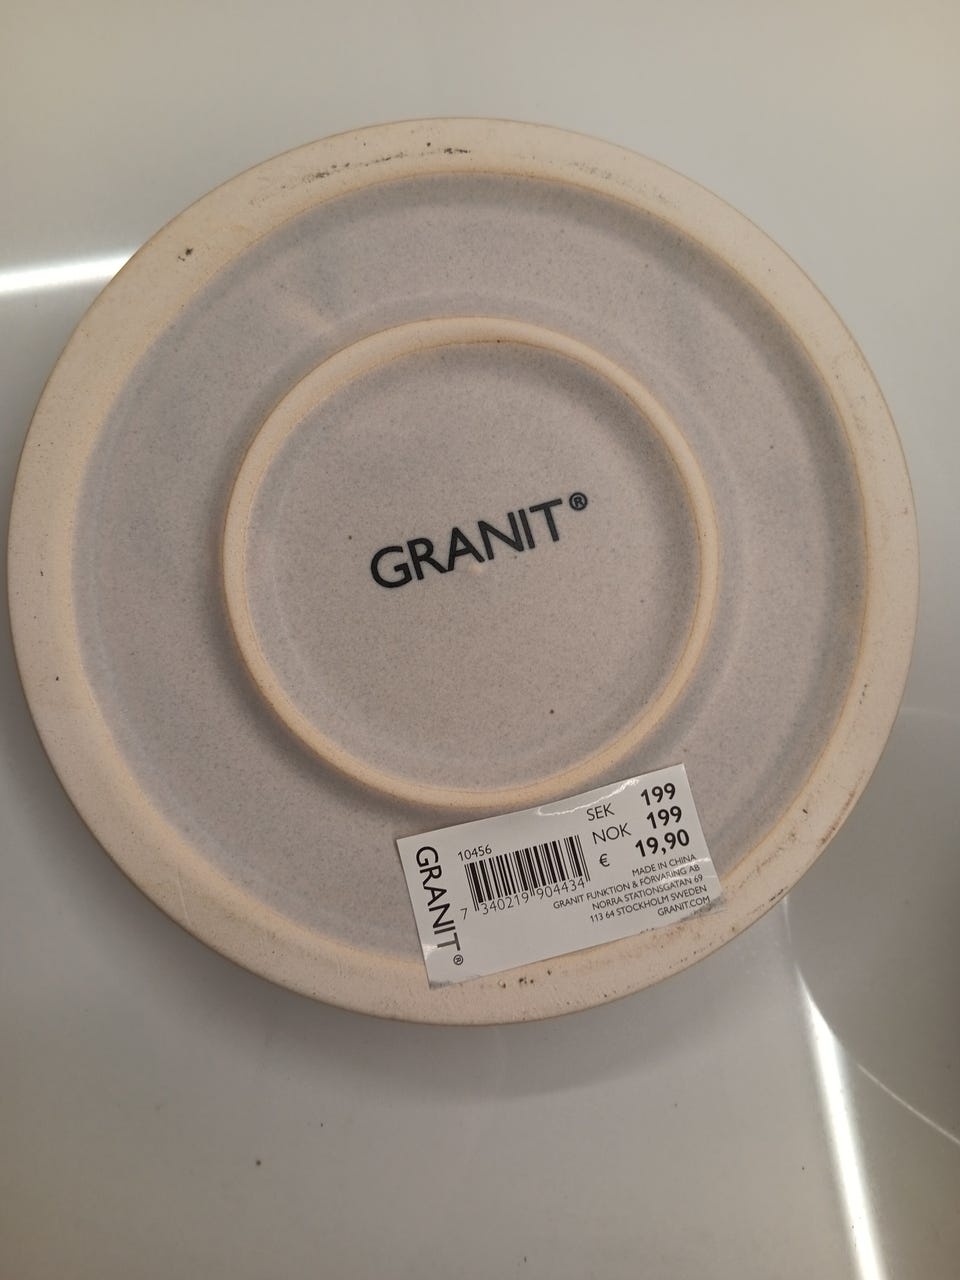 GRANIT®
GRANIT®
10456
7 340219 904434
SEK 199
NOK 199
€ 19,90
MADE IN CHINA
GRANIT FUNKTION & FÖRVARING AB
NORRA STATIONSGATAN 69
113 64 STOCKHOLM SWEDEN
GRANIT.COM